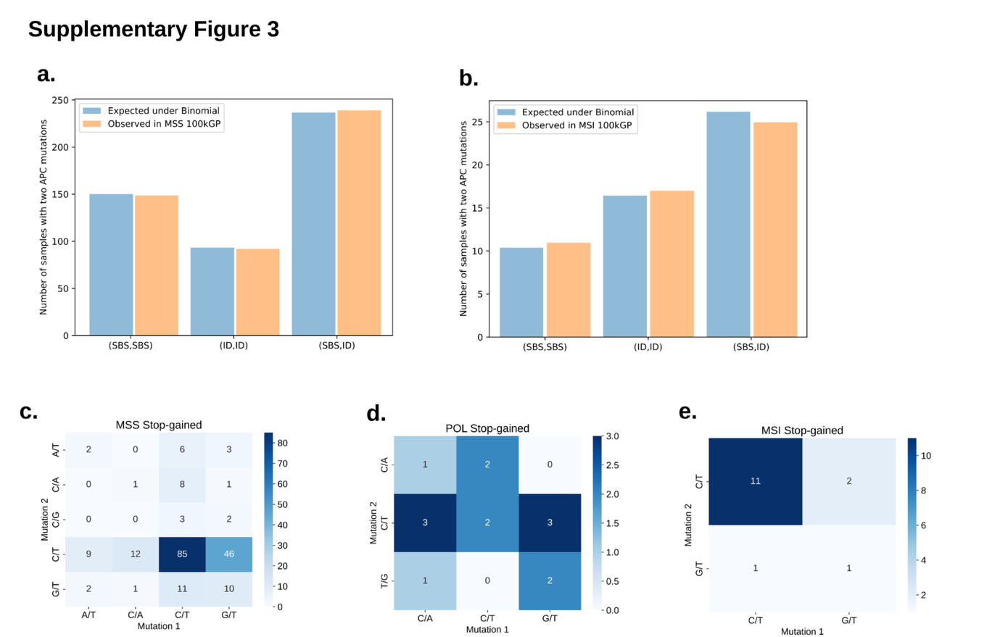 Supplementary Figure 3
a.
Number of samples with two APC mutations
250
200
150
100
50
0
Expected under Binomial
Observed in MSS 100kGP
(SBS,SBS) (ID,ID) (SBS,ID)
b.
Number of samples with two APC mutations
25
20
15
10
5
0
Expected under Binomial
Observed in MSI 100kGP
(SBS,SBS) (ID,ID) (SBS,ID)
c.
MSS Stop-gained
Mutation 2
A/T 2 0 6 3
C/A 0 1 8 1
C/G 0 0 3 2
C/T 9 12 85 46
G/T 2 1 11 10
A/T C/A C/T G/T
Mutation 1
80
70
60
50
40
30
20
10
0
d.
POL Stop-gained
Mutation 2
C/A 1 2 0
C/T 3 2 3
T/G 1 0 2
C/A C/T G/T
Mutation 1
3.0
2.5
2.0
1.5
1.0
0.5
0.0
e.
MSI Stop-gained
Mutation 2
C/T 11 2
G/T 1 1
C/T G/T
Mutation 1
10
8
6
4
2